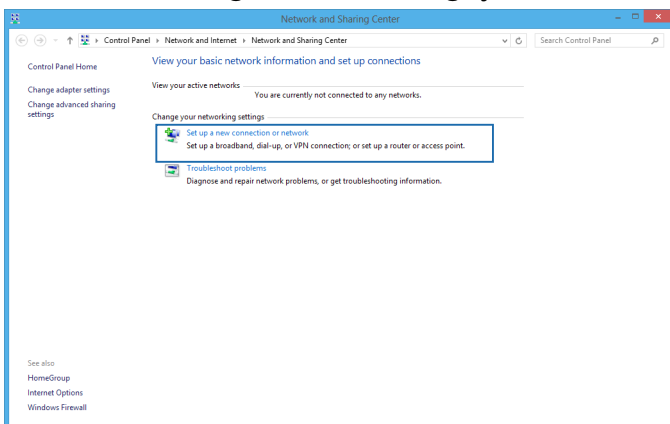 Network and Sharing Center
Control Panel ▸ Network and Internet ▸ Network and Sharing Center
Search Control Panel
Control Panel Home
Change adapter settings
Change advanced sharing
settings
View your basic network information and set up connections
View your active networks
You are currently not connected to any networks.
Change your networking settings
Set up a new connection or network
Set up a broadband, dial-up, or VPN connection; or set up a router or access point.
Troubleshoot problems
Diagnose and repair network problems, or get troubleshooting information.
See also
HomeGroup
Internet Options
Windows Firewall